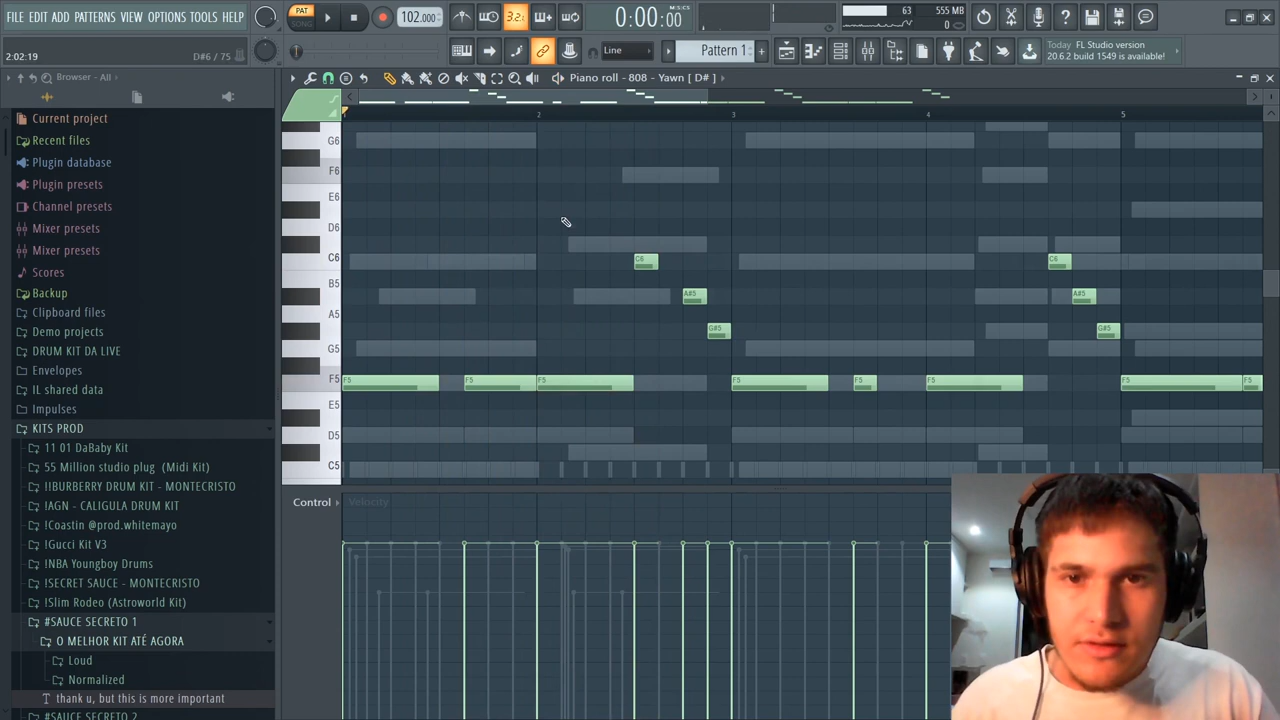 FILE EDIT ADD PATTERNS VIEW OPTIONS TOOLS HELP
PAT
SONG
102.000
3.2.
0:00:00
M:S:CS
63
555 MB
0
2:02:19
D#6 / 75
Line
Pattern 1
Today
FL Studio version
20.6.2 build 1549 is available!
Browser - All
Piano roll - 808 - Yawn [ D# ]
Current project
Recent files
Plugin database
Plugin presets
Channel presets
Mixer presets
Mixer presets
Scores
Backup
Clipboard files
Demo projects
DRUM KIT DA LIVE
Envelopes
IL shared data
Impulses
KITS PROD
11 01 DaBaby Kit
55 Million studio plug (Midi Kit)
!!BURBERRY DRUM KIT - MONTECRISTO
!AGN - CALIGULA DRUM KIT
!Coastin @prod.whitemayo
!Gucci Kit V3
!NBA Youngboy Drums
!SECRET SAUCE - MONTECRISTO
!Slim Rodeo (Astroworld Kit)
#SAUCE SECRETO 1
O MELHOR KIT ATÉ AGORA
Loud
Normalized
thank u, but this is more important
#SAUCE SECRETO 2
2
3
4
5
G6
F6
E6
D6
C6
B5
A5
G5
F5
E5
D5
C5
C6
A#5
G#5
F5
F5
F5
F5
F5
F5
C6
A#5
G#5
F5
F5
Control
Velocity